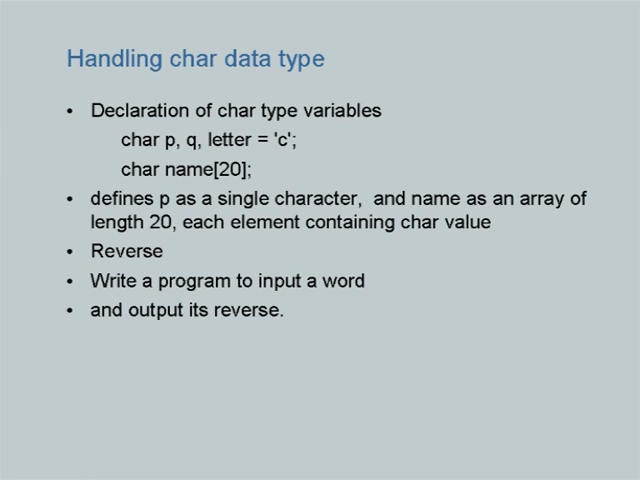 Handling char data type
• Declaration of char type variables
char p, q, letter = 'c';
char name[20];
• defines p as a single character, and name as an array of
length 20, each element containing char value
• Reverse
• Write a program to input a word
• and output its reverse.